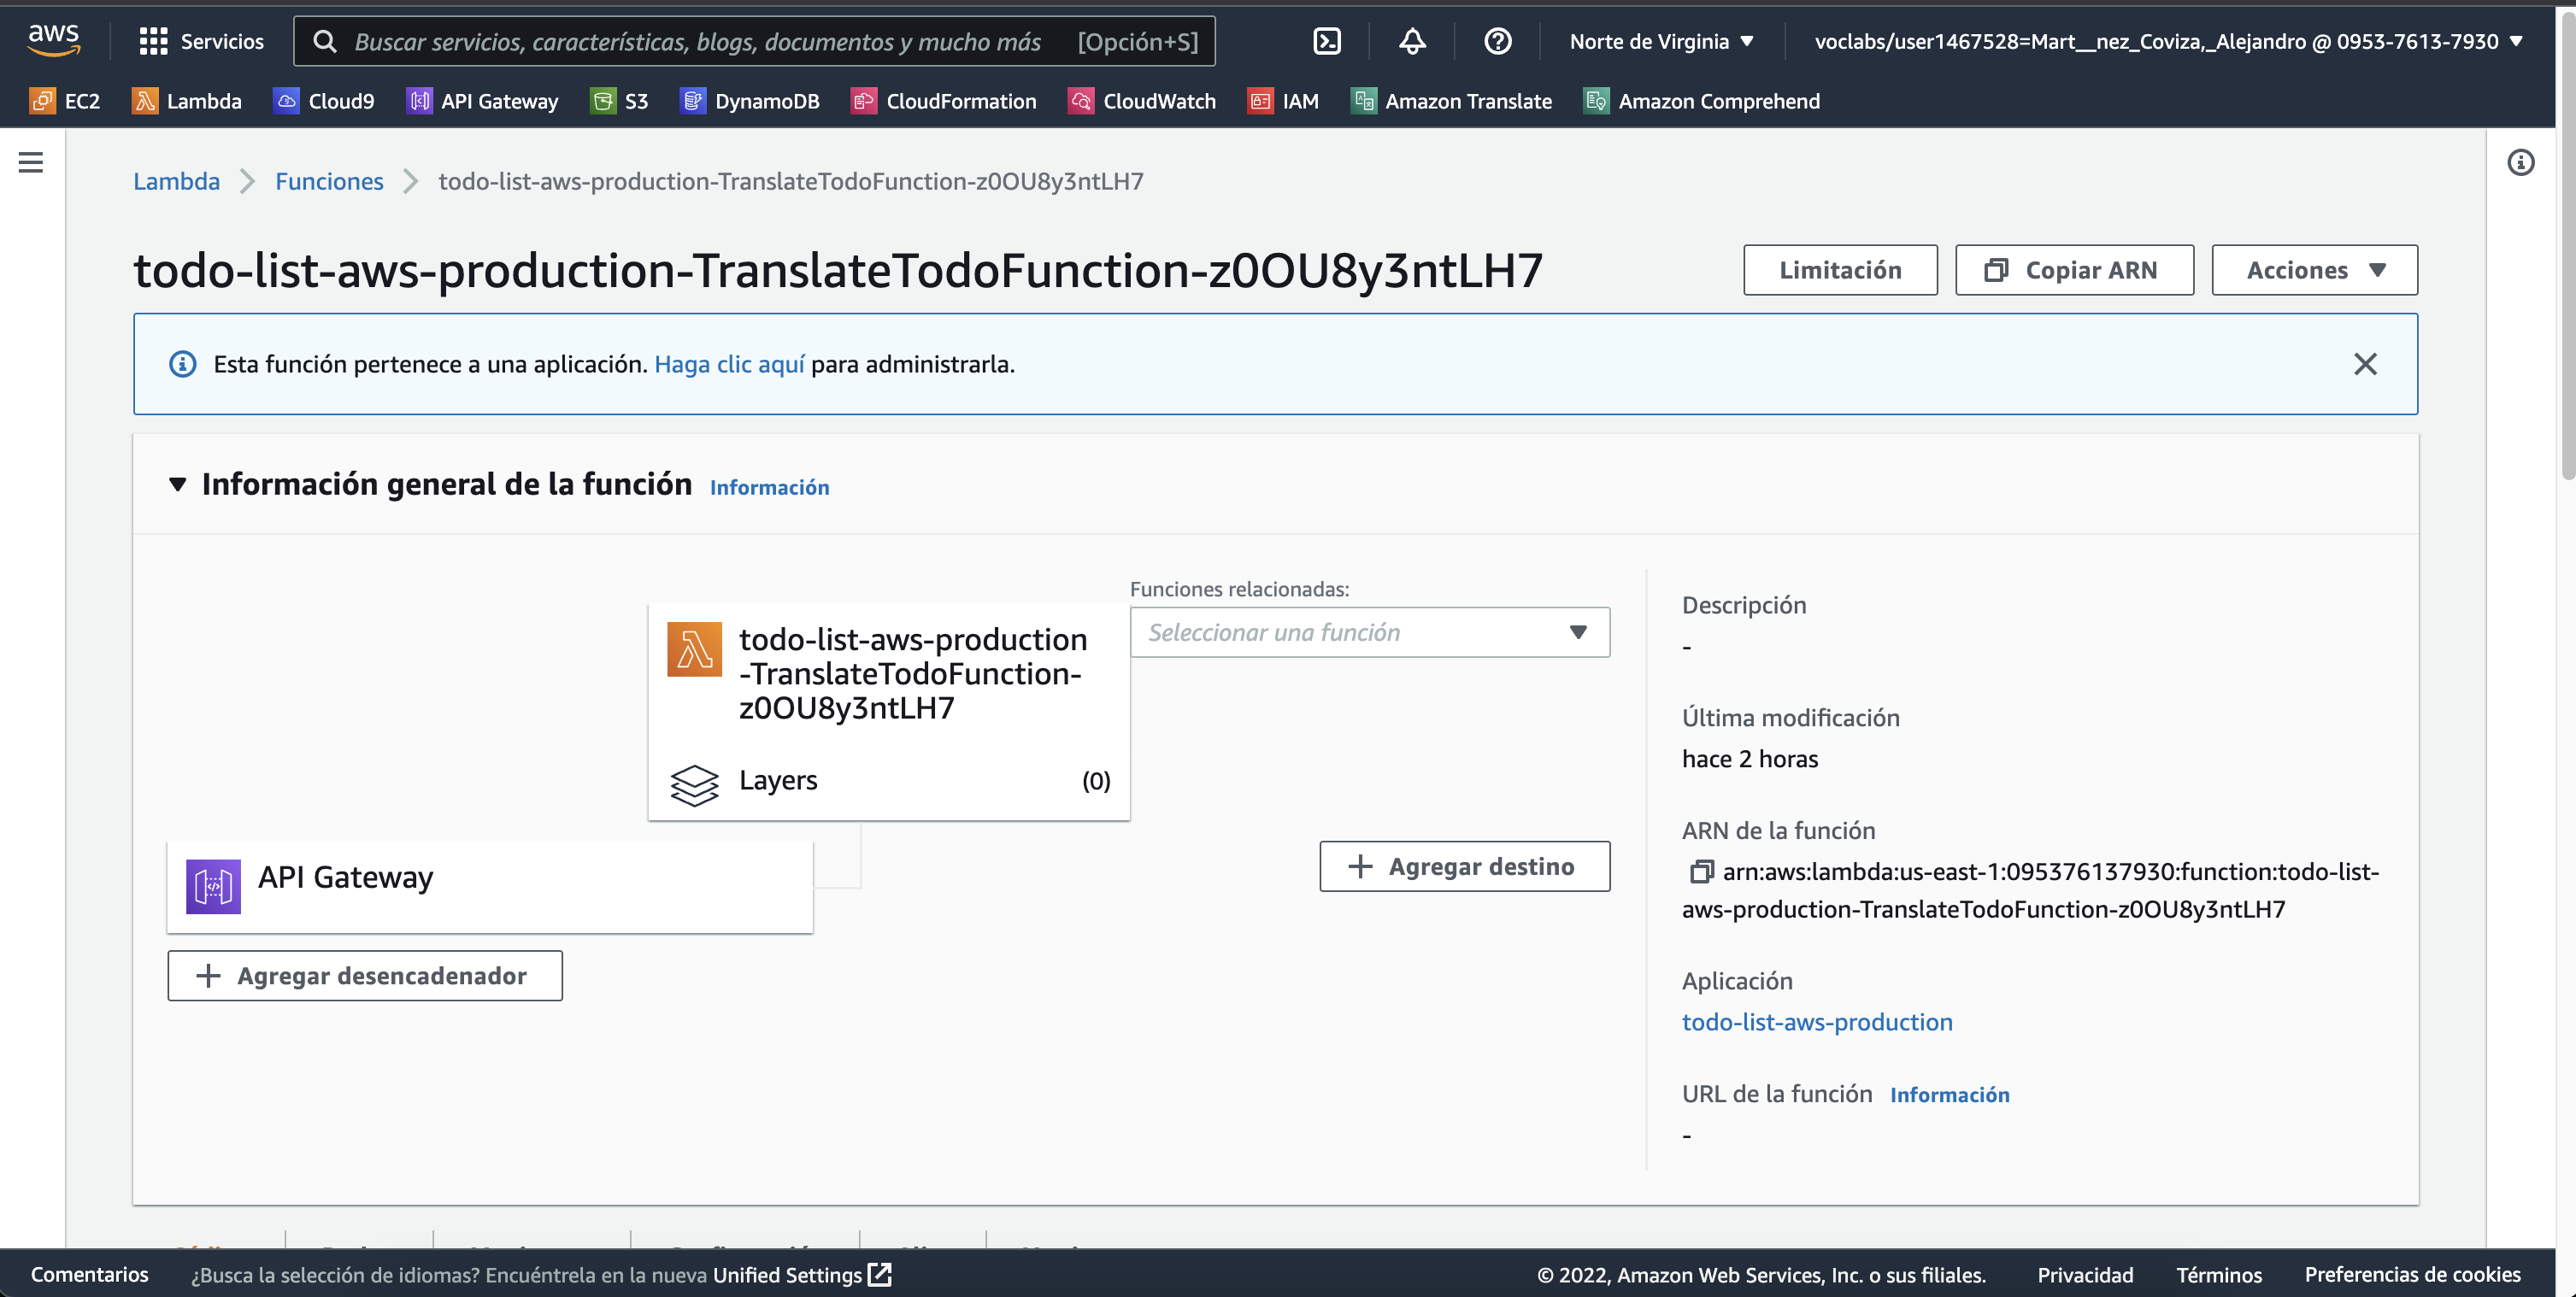 aws
Servicios
Buscar servicios, características, blogs, documentos y mucho más [Opción+S]
Norte de Virginia
voclabs/user1467528=Mart__nez_Coviza,_Alejandro @ 0953-7613-7930
EC2 Lambda Cloud9 API Gateway S3 DynamoDB CloudFormation CloudWatch IAM Amazon Translate Amazon Comprehend
Lambda Funciones todo-list-aws-production-TranslateTodoFunction-z0OU8y3ntLH7
todo-list-aws-production-TranslateTodoFunction-z0OU8y3ntLH7
Limitación
Copiar ARN
Acciones
Esta función pertenece a una aplicación. Haga clic aquí para administrarla.
Información general de la función Información
todo-list-aws-production
-TranslateTodoFunction-
z0OU8y3ntLH7
Layers (0)
Funciones relacionadas:
Seleccionar una función
API Gateway
Agregar desencadenador
Agregar destino
Descripción
-
Última modificación
hace 2 horas
ARN de la función
arn:aws:lambda:us-east-1:095376137930:function:todo-list-
aws-production-TranslateTodoFunction-z0OU8y3ntLH7
Aplicación
todo-list-aws-production
URL de la función Información
-
Comentarios
¿Busca la selección de idiomas? Encuéntrela en la nueva Unified Settings
© 2022, Amazon Web Services, Inc. o sus filiales.
Privacidad
Términos
Preferencias de cookies